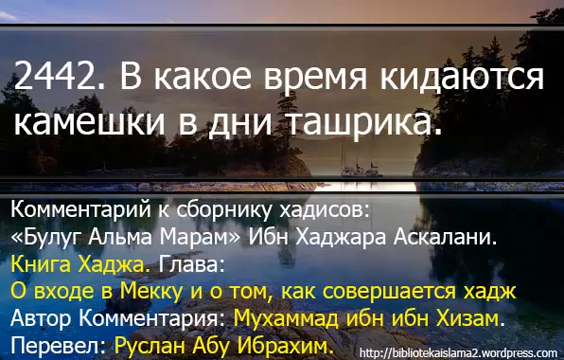 2442. В какое время кидаются
камешки в дни ташрика.
Комментарий к сборнику хадисов:
«Булуг Альма Марам» Ибн Хаджара Аскалани.
Книга Хаджа. Глава:
О входе в Мекку и о том, как совершается хадж
Автор Комментария: Мухаммад ибн ибн Хизам.
Перевел: Руслан Абу Ибрахим.
http://bibliotekaislama2.wordpress.com